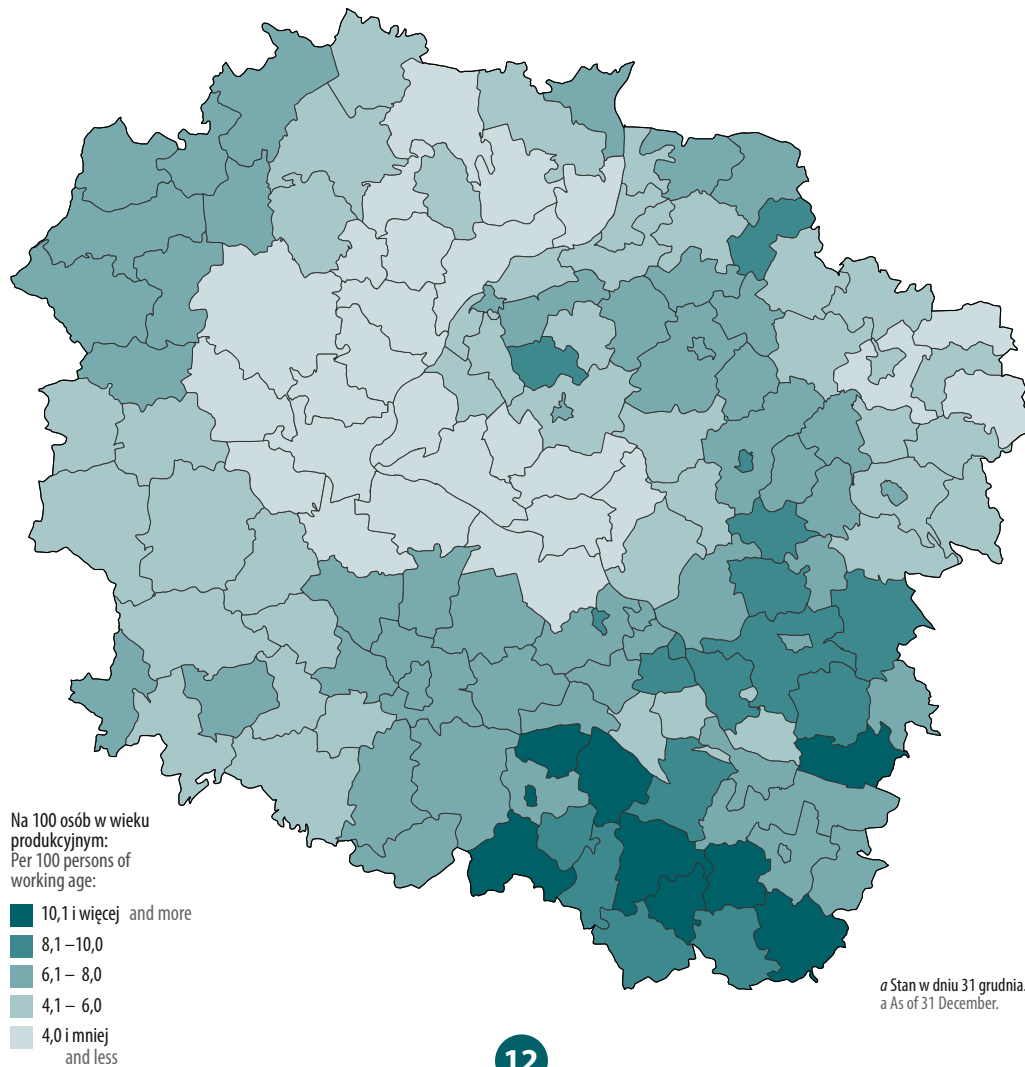 Na 100 osób w wieku
produkcyjnym:
Per 100 persons of
working age:
10,1 i więcej and more
8,1 –10,0
6,1 – 8,0
4,1 – 6,0
4,0 i mniej
and less
a Stan w dniu 31 grudnia.
a As of 31 December.
12